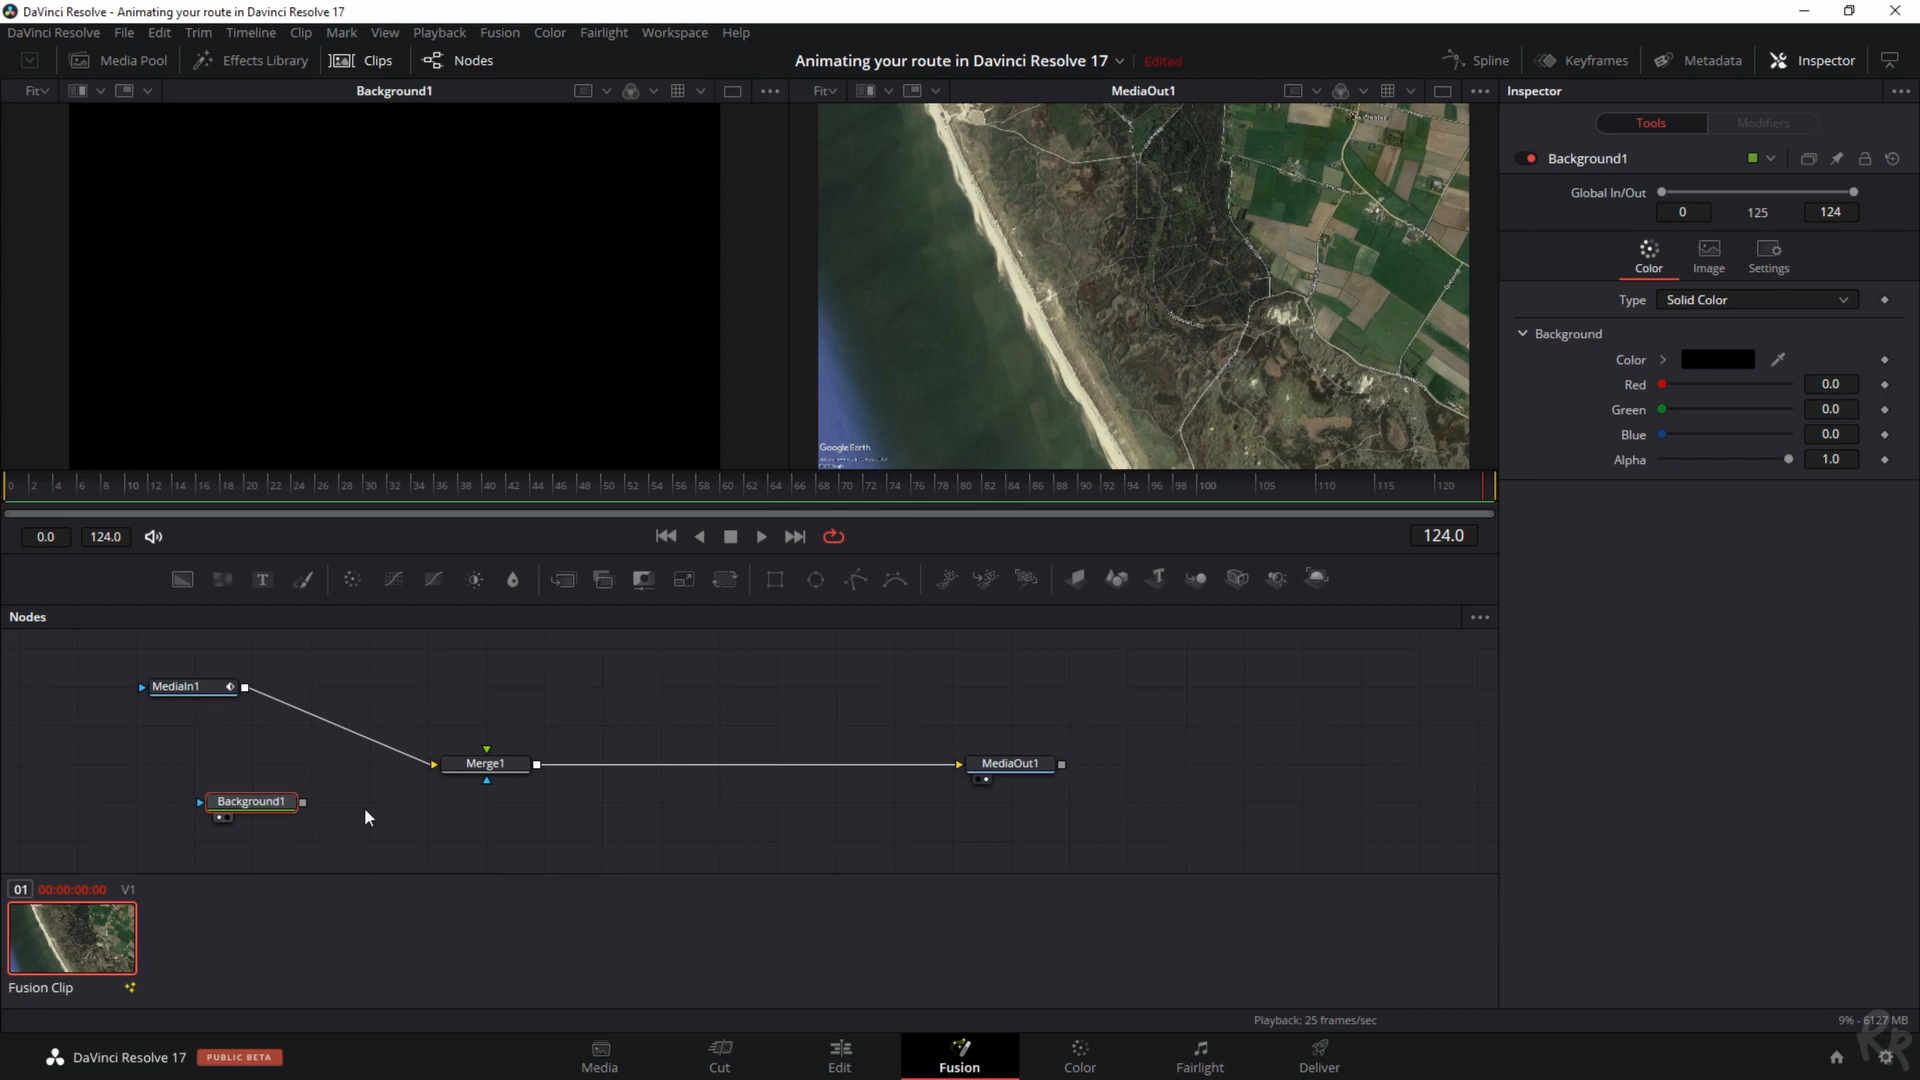 DaVinci Resolve - Animating your route in Davinci Resolve 17
DaVinci Resolve File Edit Trim Timeline Clip Mark View Playback Fusion Color Fairlight Workspace Help
Media Pool Effects Library Clips Nodes Animating your route in Davinci Resolve 17 Edited Spline Keyframes Metadata Inspector
Fit Background1 Fit MediaOut1 Inspector
Tools Modifiers
Background1
Global In/Out
0 125 124
Color Image Settings
Type Solid Color
Background
Color
Red 0.0
Green 0.0
Blue 0.0
Alpha 1.0
Google Earth
0 2 4 6 8 10 12 14 16 18 20 22 24 26 28 30 32 34 36 38 40 42 44 46 48 50 52 54 56 58 60 62 64 66 68 70 72 74 76 78 80 82 84 86 88 90 92 94 96 98 100 105 110 115 120
0.0 124.0 124.0
Nodes
MediaIn1
Merge1 MediaOut1
Background1
01 00:00:00:00 V1
Fusion Clip
Playback: 25 frames/sec 9% - 6127 MB
DaVinci Resolve 17 PUBLIC BETA Media Cut Edit Fusion Color Fairlight Deliver
RR